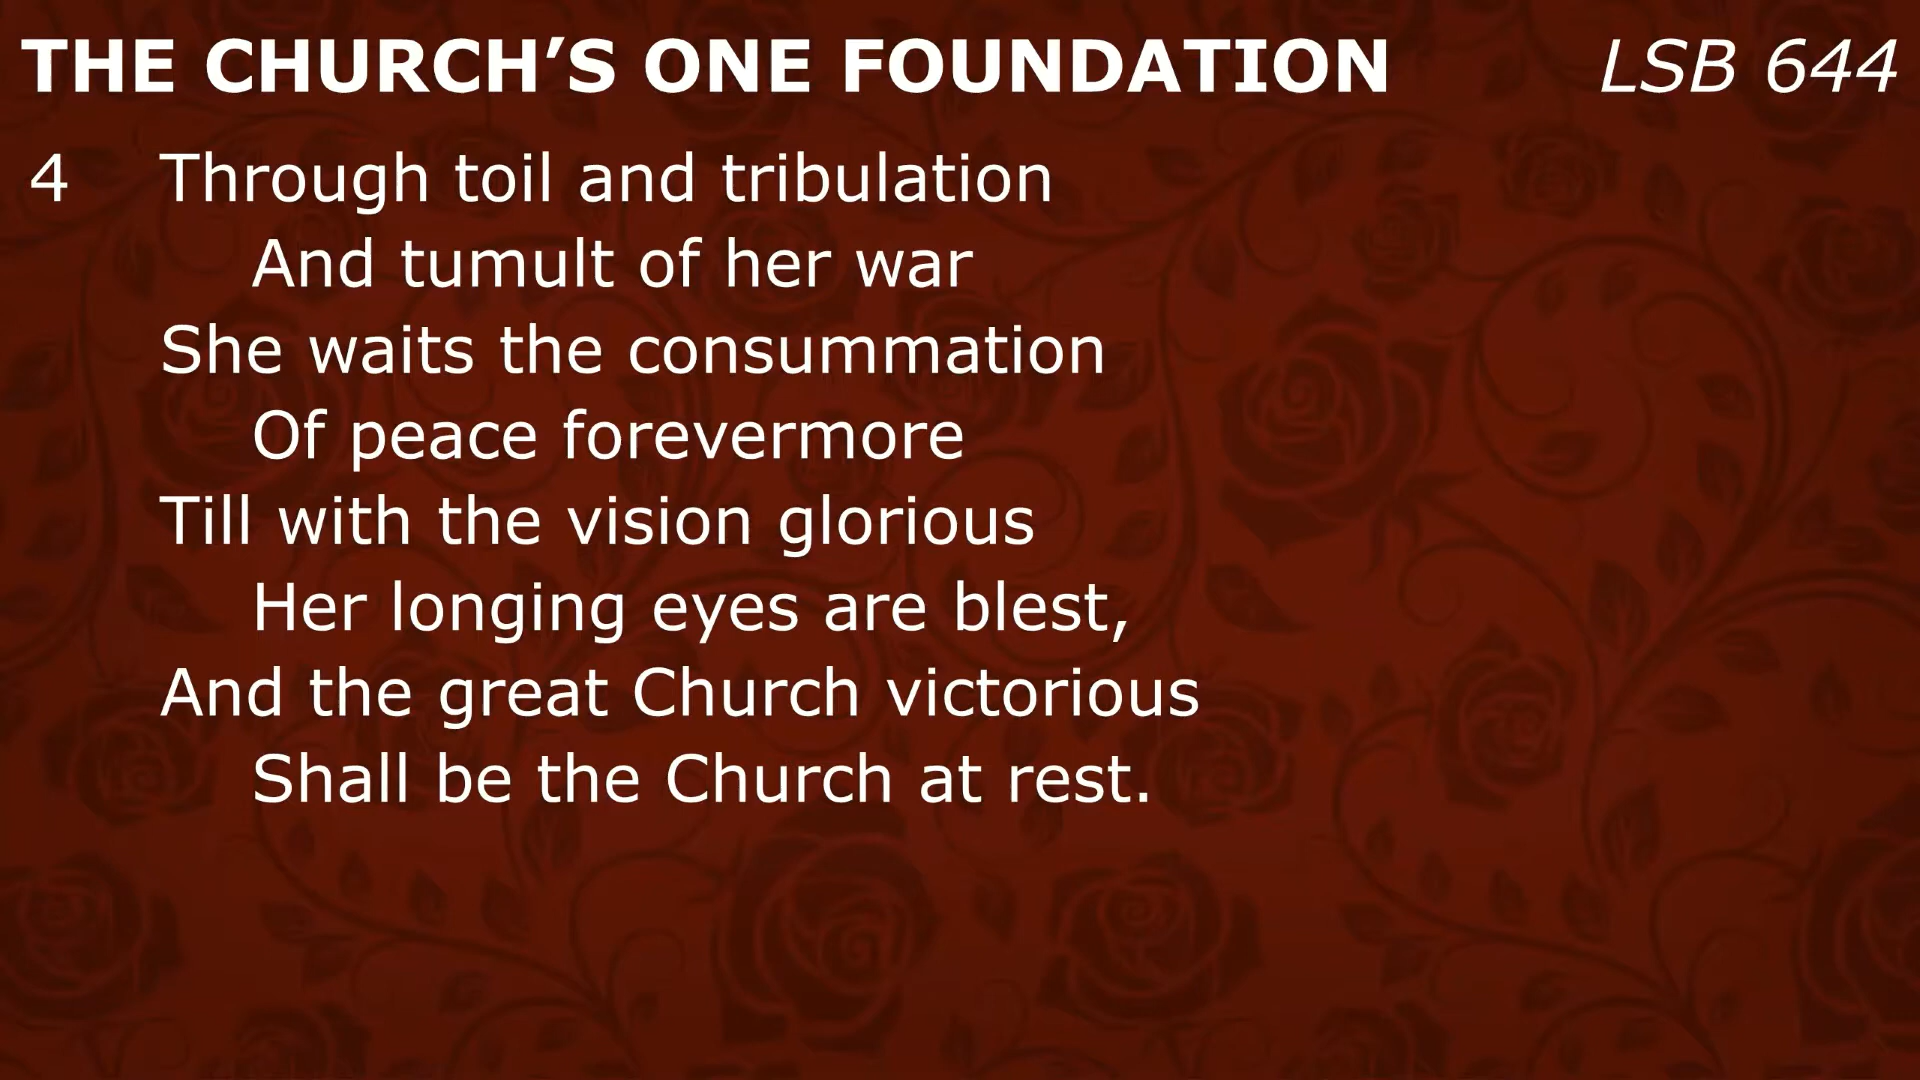 THE CHURCH’S ONE FOUNDATION LSB 644
4 Through toil and tribulation
And tumult of her war
She waits the consummation
Of peace forevermore
Till with the vision glorious
Her longing eyes are blest,
And the great Church victorious
Shall be the Church at rest.